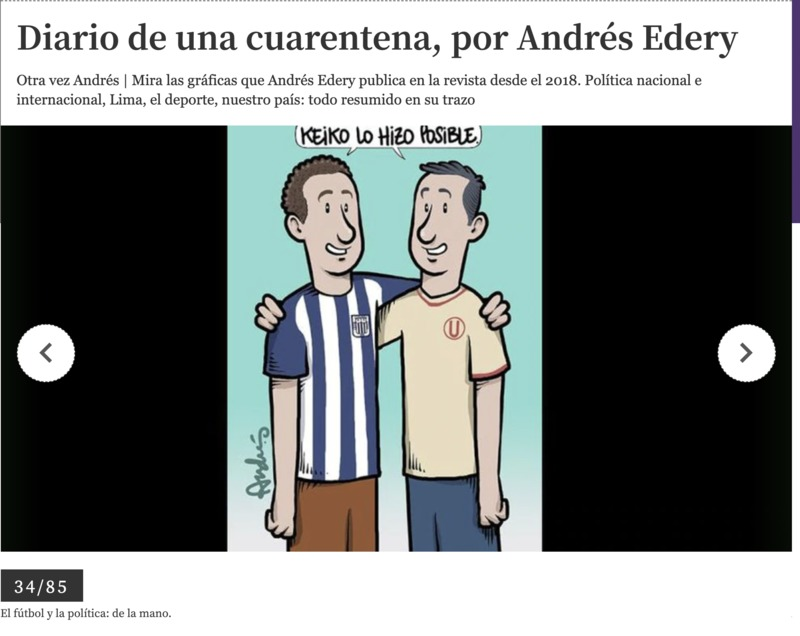 Diario de una cuarentena, por Andrés Edery
Otra vez Andrés | Mira las gráficas que Andrés Edery publica en la revista desde el 2018. Política nacional e
internacional, Lima, el deporte, nuestro país: todo resumido en su trazo
KEIKO LO HIZO POSIBLE.
U
Andrés
34/85
El fútbol y la política: de la mano.